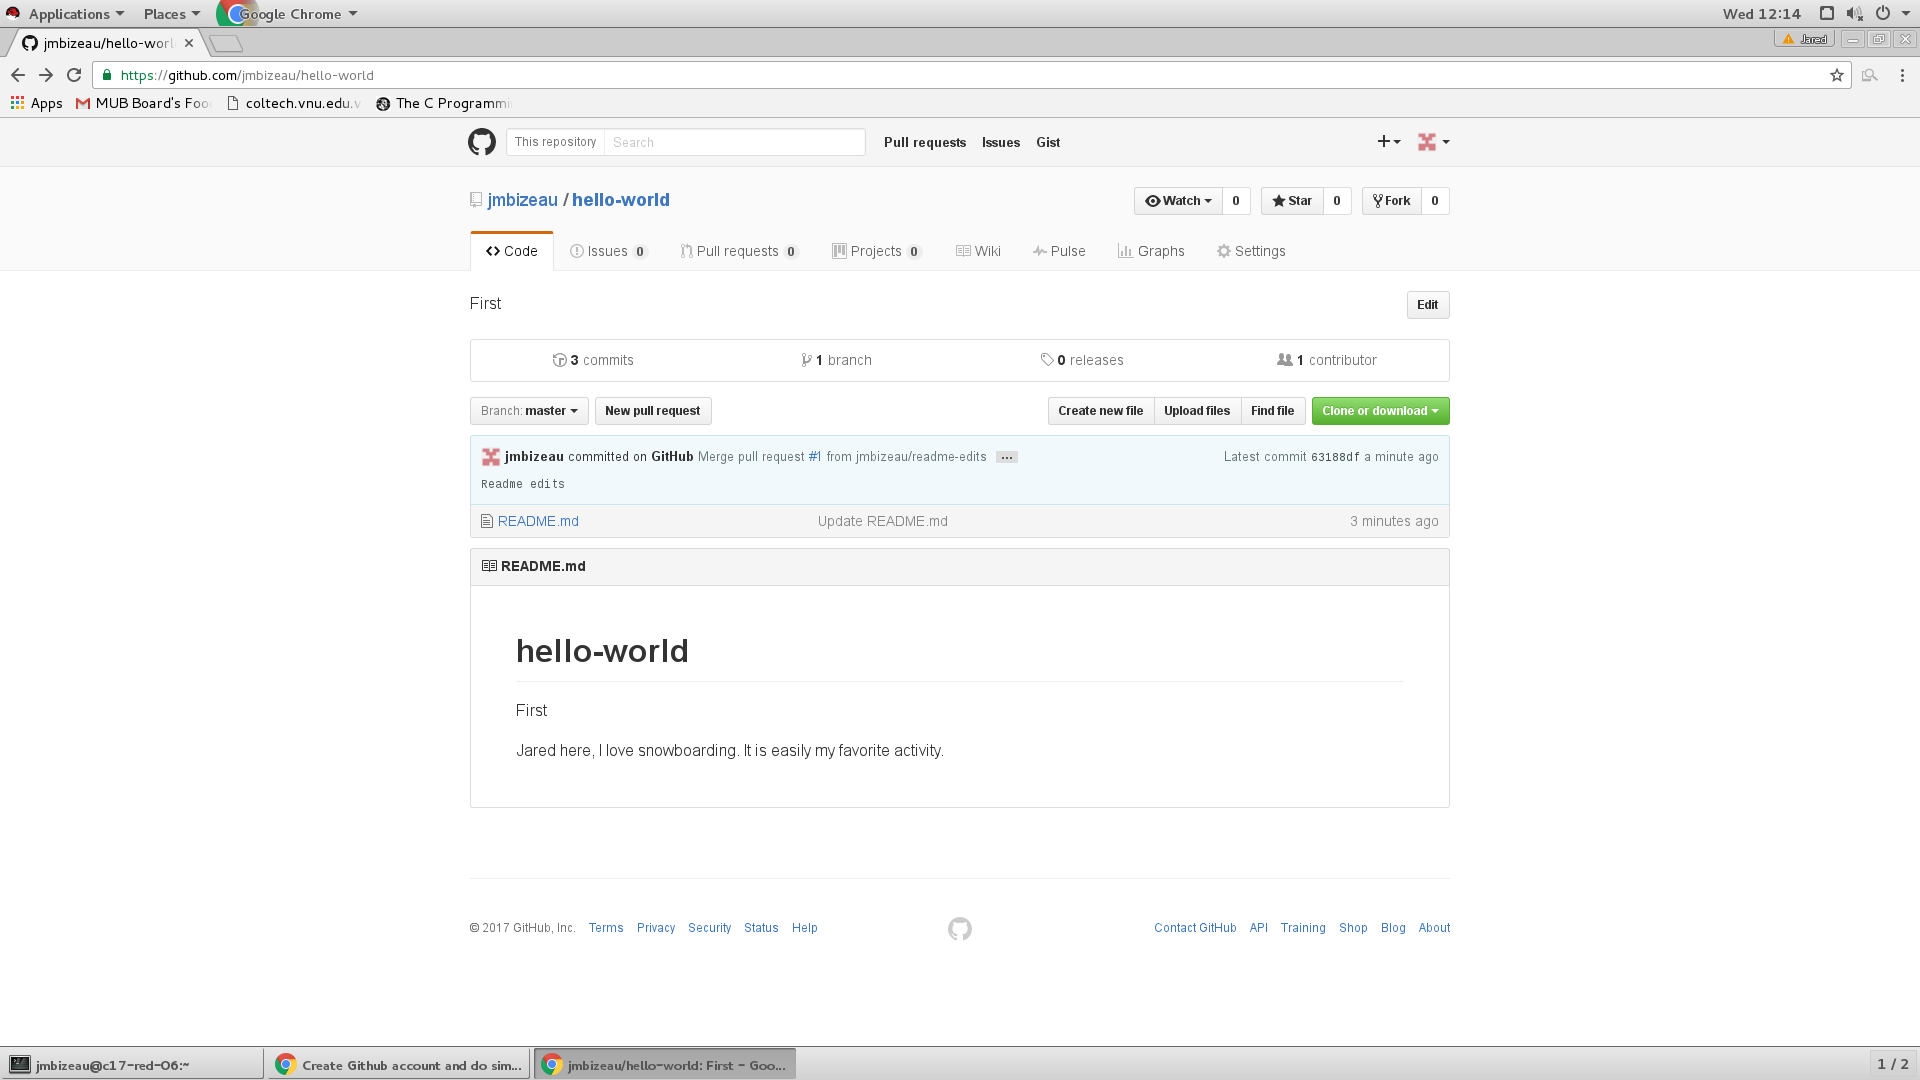 Applications Places Google Chrome Wed 12:14
jmbizeau/hello-worl Jared
https://github.com/jmbizeau/hello-world
Apps MUB Board's Foo coltech.vnu.edu.v The C Programmi
This repository Search Pull requests Issues Gist
jmbizeau / hello-world Watch 0 Star 0 Fork 0
Code Issues 0 Pull requests 0 Projects 0 Wiki Pulse Graphs Settings
First Edit
3 commits 1 branch 0 releases 1 contributor
Branch: master New pull request Create new file Upload files Find file Clone or download
jmbizeau committed on GitHub Merge pull request #1 from jmbizeau/readme-edits ... Latest commit 63188df a minute ago
Readme edits
README.md Update README.md 3 minutes ago
README.md
hello-world
First
Jared here, I love snowboarding. It is easily my favorite activity.
© 2017 GitHub, Inc. Terms Privacy Security Status Help Contact GitHub API Training Shop Blog About
jmbizeau@c17-red-06:~ Create Github account and do sim... jmbizeau/hello-world: First - Goo... 1 / 2